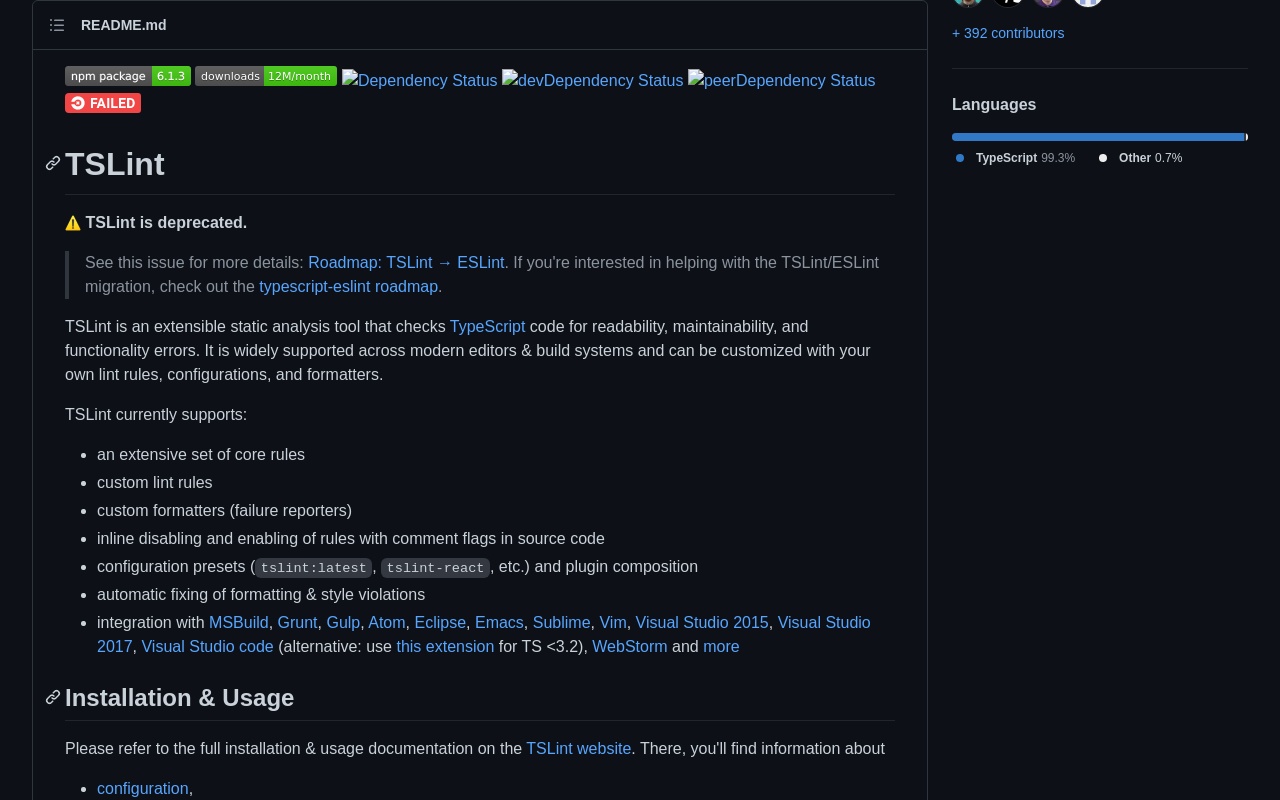 README.md
npm package 6.1.3 downloads 12M/month Dependency Status devDependency Status peerDependency Status
FAILED
TSLint
⚠️ TSLint is deprecated.
See this issue for more details: Roadmap: TSLint → ESLint. If you're interested in helping with the TSLint/ESLint
migration, check out the typescript-eslint roadmap.
TSLint is an extensible static analysis tool that checks TypeScript code for readability, maintainability, and
functionality errors. It is widely supported across modern editors & build systems and can be customized with your
own lint rules, configurations, and formatters.
TSLint currently supports:
• an extensive set of core rules
• custom lint rules
• custom formatters (failure reporters)
• inline disabling and enabling of rules with comment flags in source code
• configuration presets (tslint:latest, tslint-react, etc.) and plugin composition
• automatic fixing of formatting & style violations
• integration with MSBuild, Grunt, Gulp, Atom, Eclipse, Emacs, Sublime, Vim, Visual Studio 2015, Visual Studio
2017, Visual Studio code (alternative: use this extension for TS <3.2), WebStorm and more
Installation & Usage
Please refer to the full installation & usage documentation on the TSLint website. There, you'll find information about
• configuration,
+ 392 contributors
Languages
TypeScript 99.3% Other 0.7%